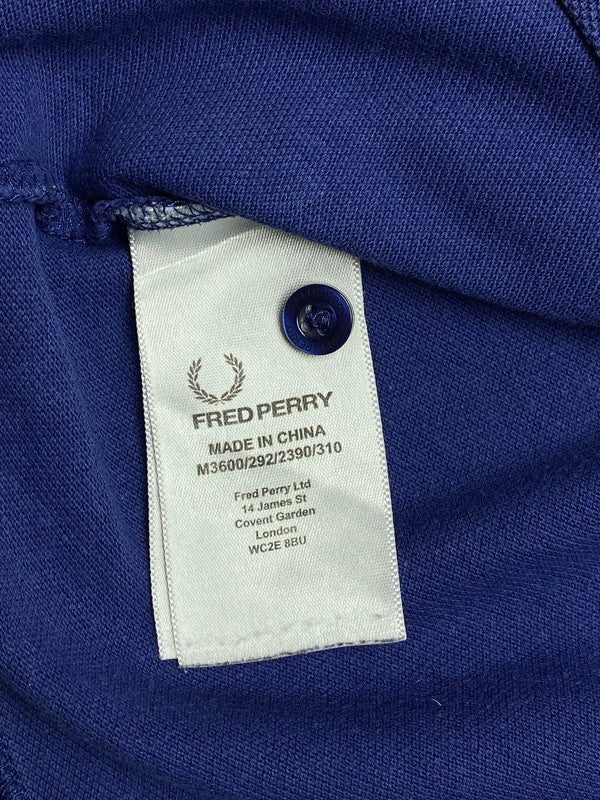 FRED PERRY
MADE IN CHINA
M3600/292/2390/310
Fred Perry Ltd
14 James St
Covent Garden
London
WC2E 8BU